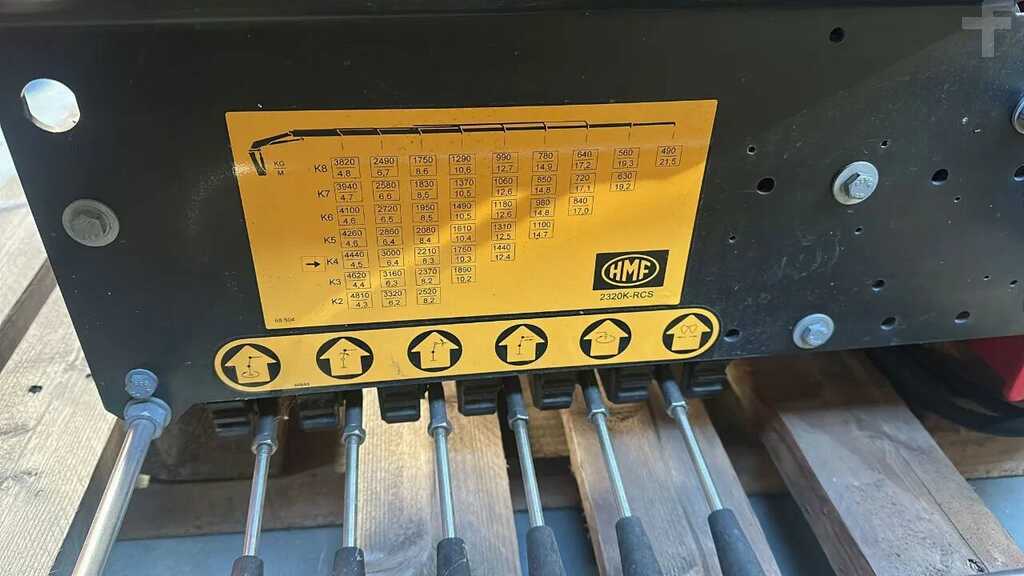 KG
M
K8 3820 2490 1750 1290 990 780 640 560 490
4,8 6,7 8,6 10,6 12,7 14,9 17,2 19,3 21,5
K7 3940 2580 1830 1370 1060 850 720 630
4,7 6,6 8,5 10,5 12,6 14,8 17,1 19,2
K6 4100 2720 1950 1490 1180 980 840
4,6 6,5 8,5 10,5 12,6 14,8 17,0
K5 4260 2860 2080 1610 1310 1100
4,6 6,4 8,4 10,4 12,5 14,7
K4 4440 3000 2210 1750 1440
4,5 6,4 8,3 10,3 12,4
K3 4620 3160 2370 1890
4,4 6,3 8,2 10,2
K2 4810 3320 2520
4,3 6,2 8,2
HMF
2320K-RCS